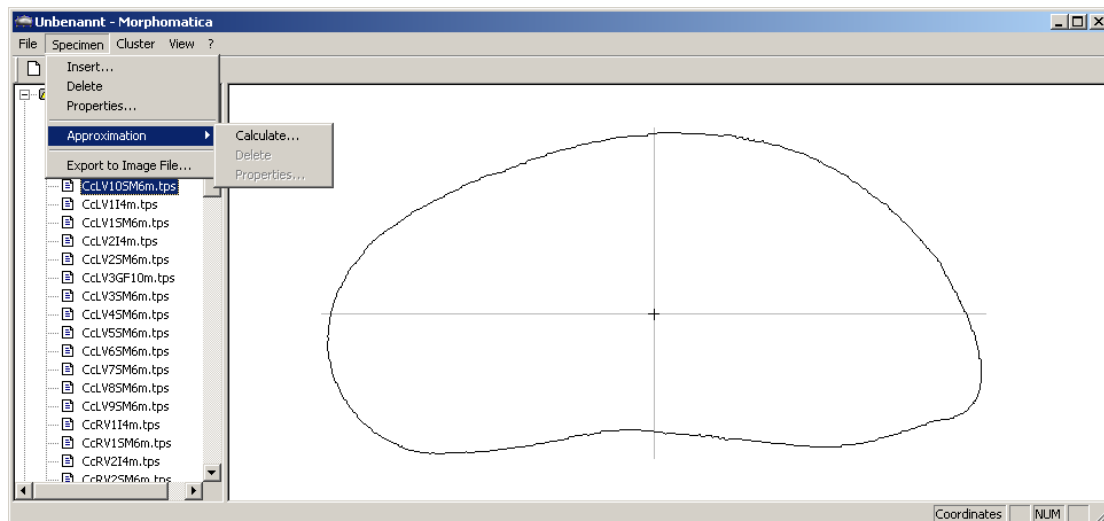 Unbenannt - Morphomatica
File Specimen Cluster View ?
Insert...
Delete
Properties...
Approximation
Export to Image File...
Calculate...
Delete
Properties...
CcLV10SM6m.tps
CcLV1I4m.tps
CcLV1SM6m.tps
CcLV2I4m.tps
CcLV2SM6m.tps
CcLV3GF10m.tps
CcLV3SM6m.tps
CcLV4SM6m.tps
CcLV5SM6m.tps
CcLV6SM6m.tps
CcLV7SM6m.tps
CcLV8SM6m.tps
CcLV9SM6m.tps
CcRV1I4m.tps
CcRV1SM6m.tps
CcRV2I4m.tps
CcRV2SM6m.tps
Coordinates NUM